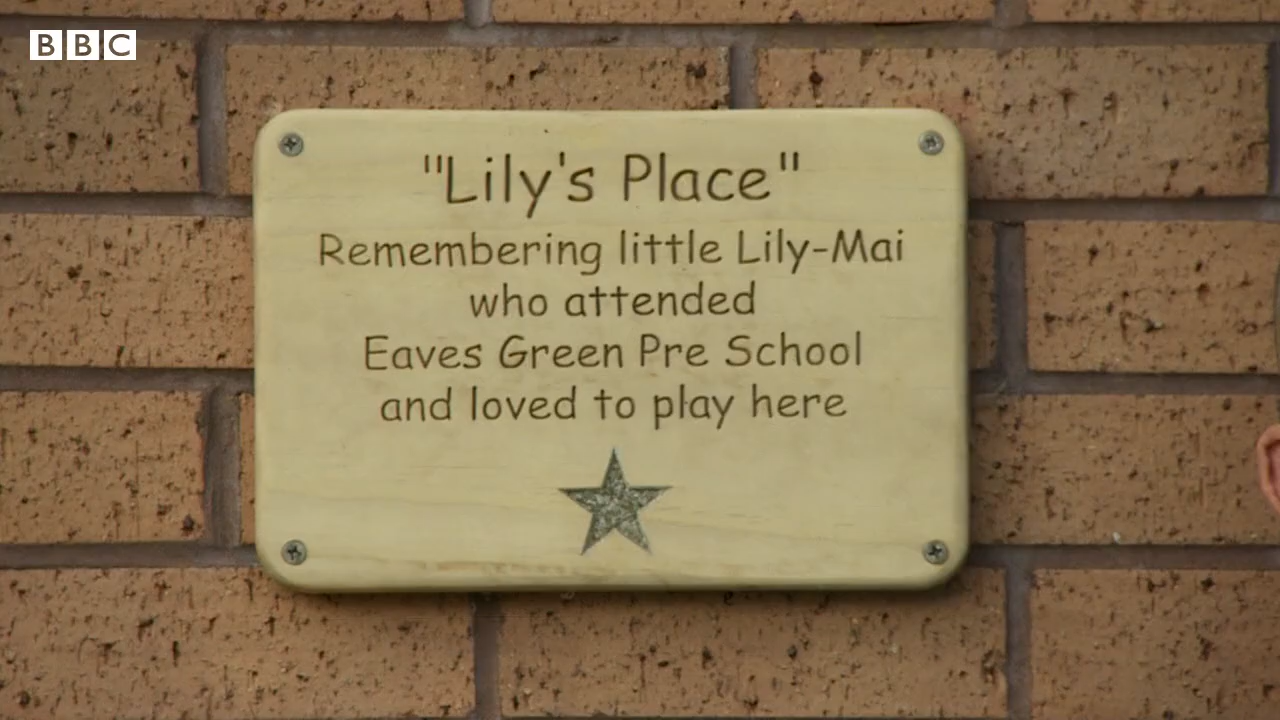 BBC
"Lily's Place"
Remembering little Lily-Mai
who attended
Eaves Green Pre School
and loved to play here